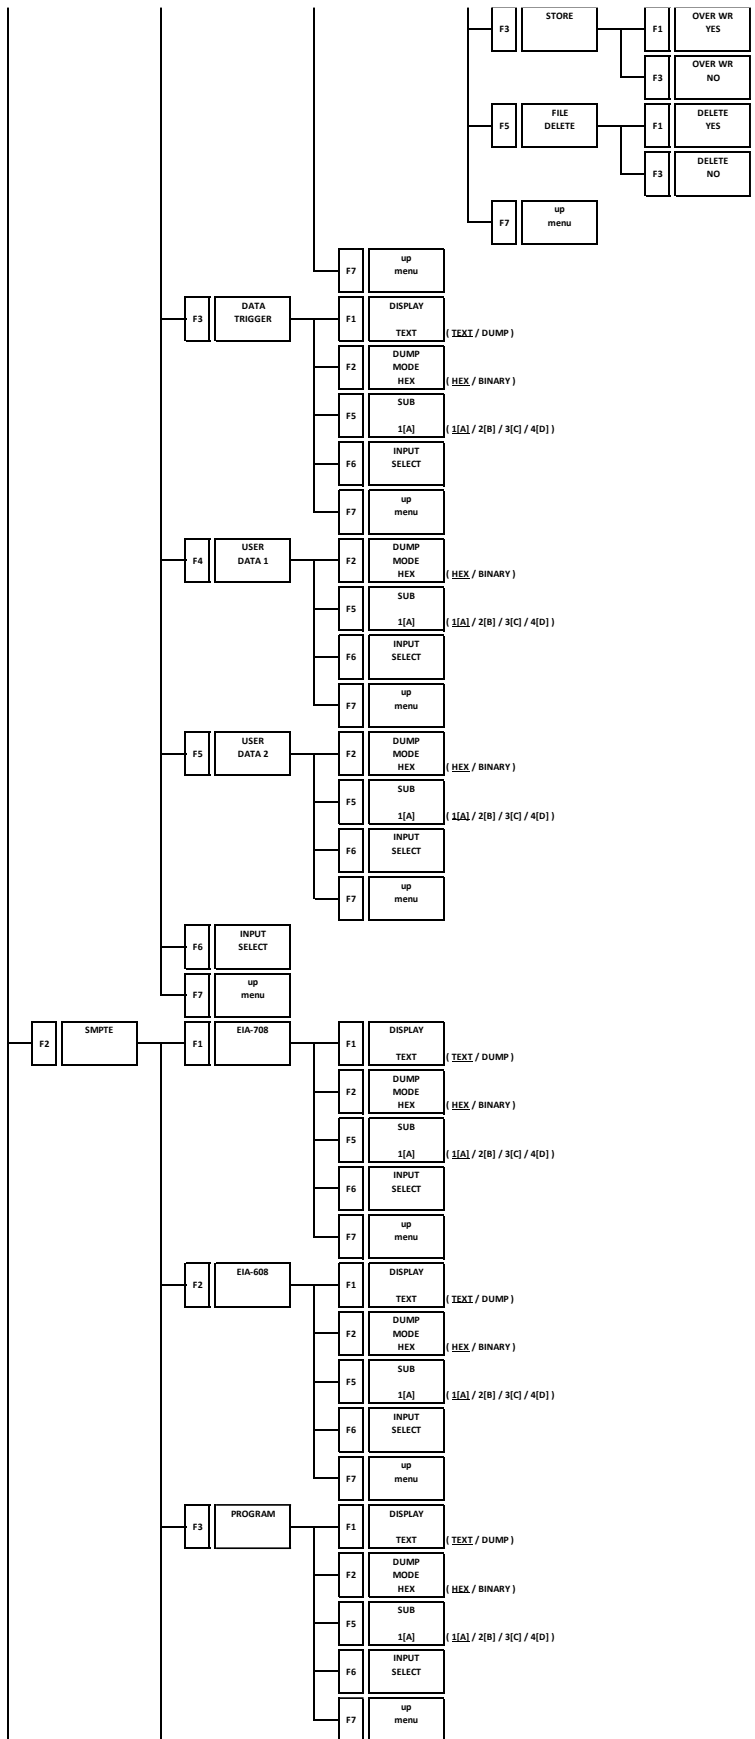 F3
STORE
F1
OVER WR
YES
F3
OVER WR
NO
F5
FILE
DELETE
F1
DELETE
YES
F3
DELETE
NO
F7
up
menu
F7
up
menu
F3
DATA
TRIGGER
F1
DISPLAY
TEXT
( TEXT / DUMP )
F2
DUMP
MODE
HEX
( HEX / BINARY )
F5
SUB
1[A]
( 1[A] / 2[B] / 3[C] / 4[D] )
F6
INPUT
SELECT
F7
up
menu
F4
USER
DATA 1
F2
DUMP
MODE
HEX
( HEX / BINARY )
F5
SUB
1[A]
( 1[A] / 2[B] / 3[C] / 4[D] )
F6
INPUT
SELECT
F7
up
menu
F5
USER
DATA 2
F2
DUMP
MODE
HEX
( HEX / BINARY )
F5
SUB
1[A]
( 1[A] / 2[B] / 3[C] / 4[D] )
F6
INPUT
SELECT
F7
up
menu
F6
INPUT
SELECT
F7
up
menu
F2
SMPTE
F1
EIA-708
F1
DISPLAY
TEXT
( TEXT / DUMP )
F2
DUMP
MODE
HEX
( HEX / BINARY )
F5
SUB
1[A]
( 1[A] / 2[B] / 3[C] / 4[D] )
F6
INPUT
SELECT
F7
up
menu
F2
EIA-608
F1
DISPLAY
TEXT
( TEXT / DUMP )
F2
DUMP
MODE
HEX
( HEX / BINARY )
F5
SUB
1[A]
( 1[A] / 2[B] / 3[C] / 4[D] )
F6
INPUT
SELECT
F7
up
menu
F3
PROGRAM
F1
DISPLAY
TEXT
( TEXT / DUMP )
F2
DUMP
MODE
HEX
( HEX / BINARY )
F5
SUB
1[A]
( 1[A] / 2[B] / 3[C] / 4[D] )
F6
INPUT
SELECT
F7
up
menu